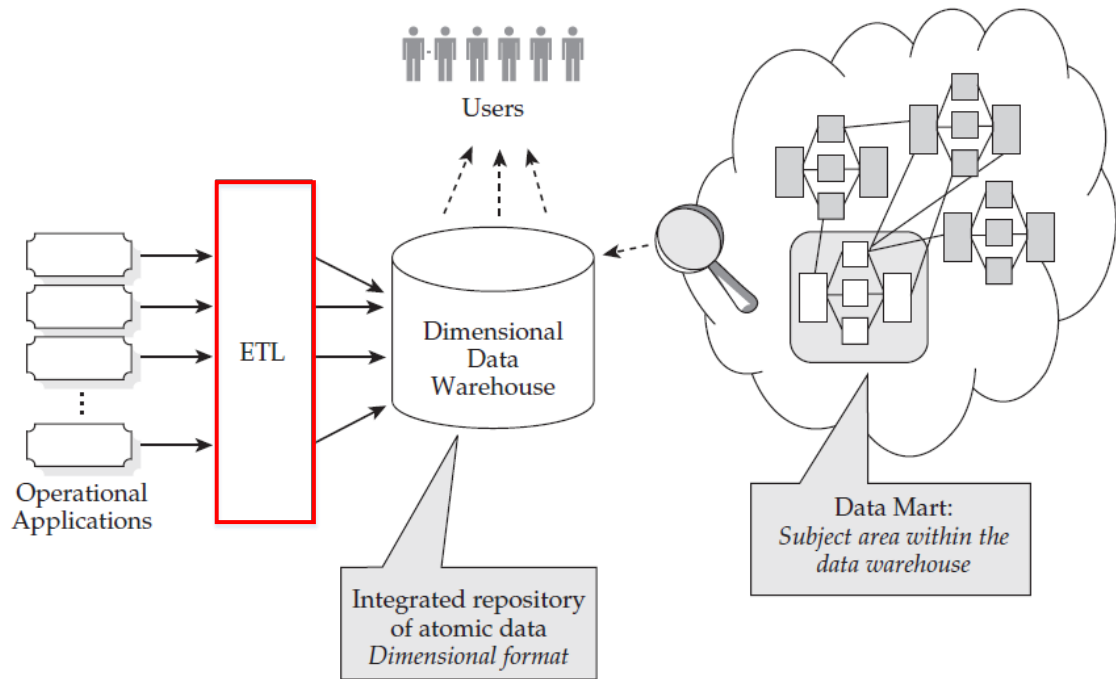 Users
ETL
Dimensional
Data
Warehouse
Operational
Applications
Integrated repository
of atomic data
Dimensional format
Data Mart:
Subject area within the
data warehouse